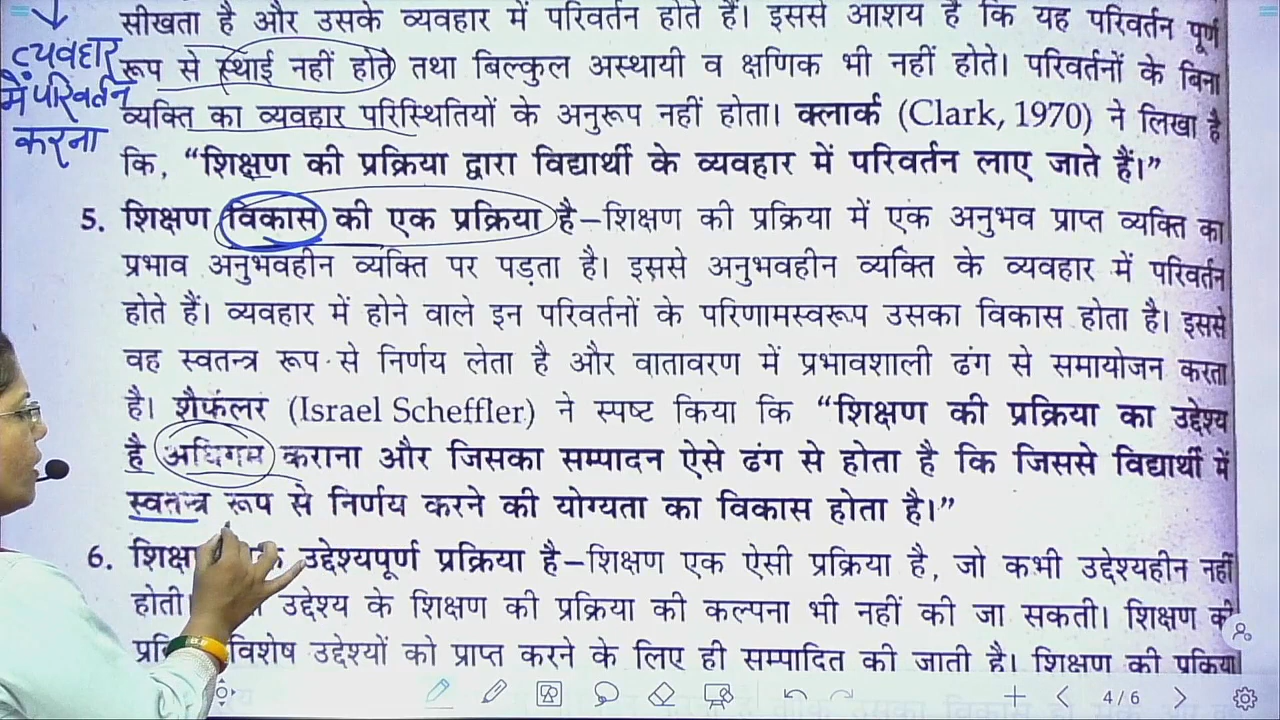 सीखता है और उसके व्यवहार में परिवर्तन होते हैं। इससे आशय है कि यह परिवर्तन पूर्ण
व्यवहार
में परिवर्तन
करना
रूप से स्थाई नहीं होते तथा बिल्कुल अस्थायी व क्षणिक भी नहीं होते। परिवर्तनों के बिना
व्यक्ति का व्यवहार परिस्थितियों के अनुरूप नहीं होता। क्लार्क (Clark, 1970) ने लिखा है
कि, “शिक्षण की प्रक्रिया द्वारा विद्यार्थी के व्यवहार में परिवर्तन लाए जाते हैं।”
5. शिक्षण विकास की एक प्रक्रिया है–शिक्षण की प्रक्रिया में एक अनुभव प्राप्त व्यक्ति का
प्रभाव अनुभवहीन व्यक्ति पर पड़ता है। इससे अनुभवहीन व्यक्ति के व्यवहार में परिवर्तन
होते हैं। व्यवहार में होने वाले इन परिवर्तनों के परिणामस्वरूप उसका विकास होता है। इससे
वह स्वतन्त्र रूप से निर्णय लेता है और वातावरण में प्रभावशाली ढंग से समायोजन करता
है। शैफलर (Israel Scheffler) ने स्पष्ट किया कि “शिक्षण की प्रक्रिया का उद्देश्य
है अधिगम कराना और जिसका सम्पादन ऐसे ढंग से होता है कि जिससे विद्यार्थी में
स्वतन्त्र रूप से निर्णय करने की योग्यता का विकास होता है।”
6. उद्देश्यपूर्ण प्रक्रिया है–शिक्षण एक ऐसी प्रक्रिया है, जो कभी उद्देश्यहीन नहीं
होती। उद्देश्य के शिक्षण की प्रक्रिया की कल्पना भी नहीं की जा सकती। शिक्षण की
विशेष उद्देश्यों को प्राप्त करने के लिए ही सम्पादित की जाती है। शिक्षण की प्रक्रिया
4/6